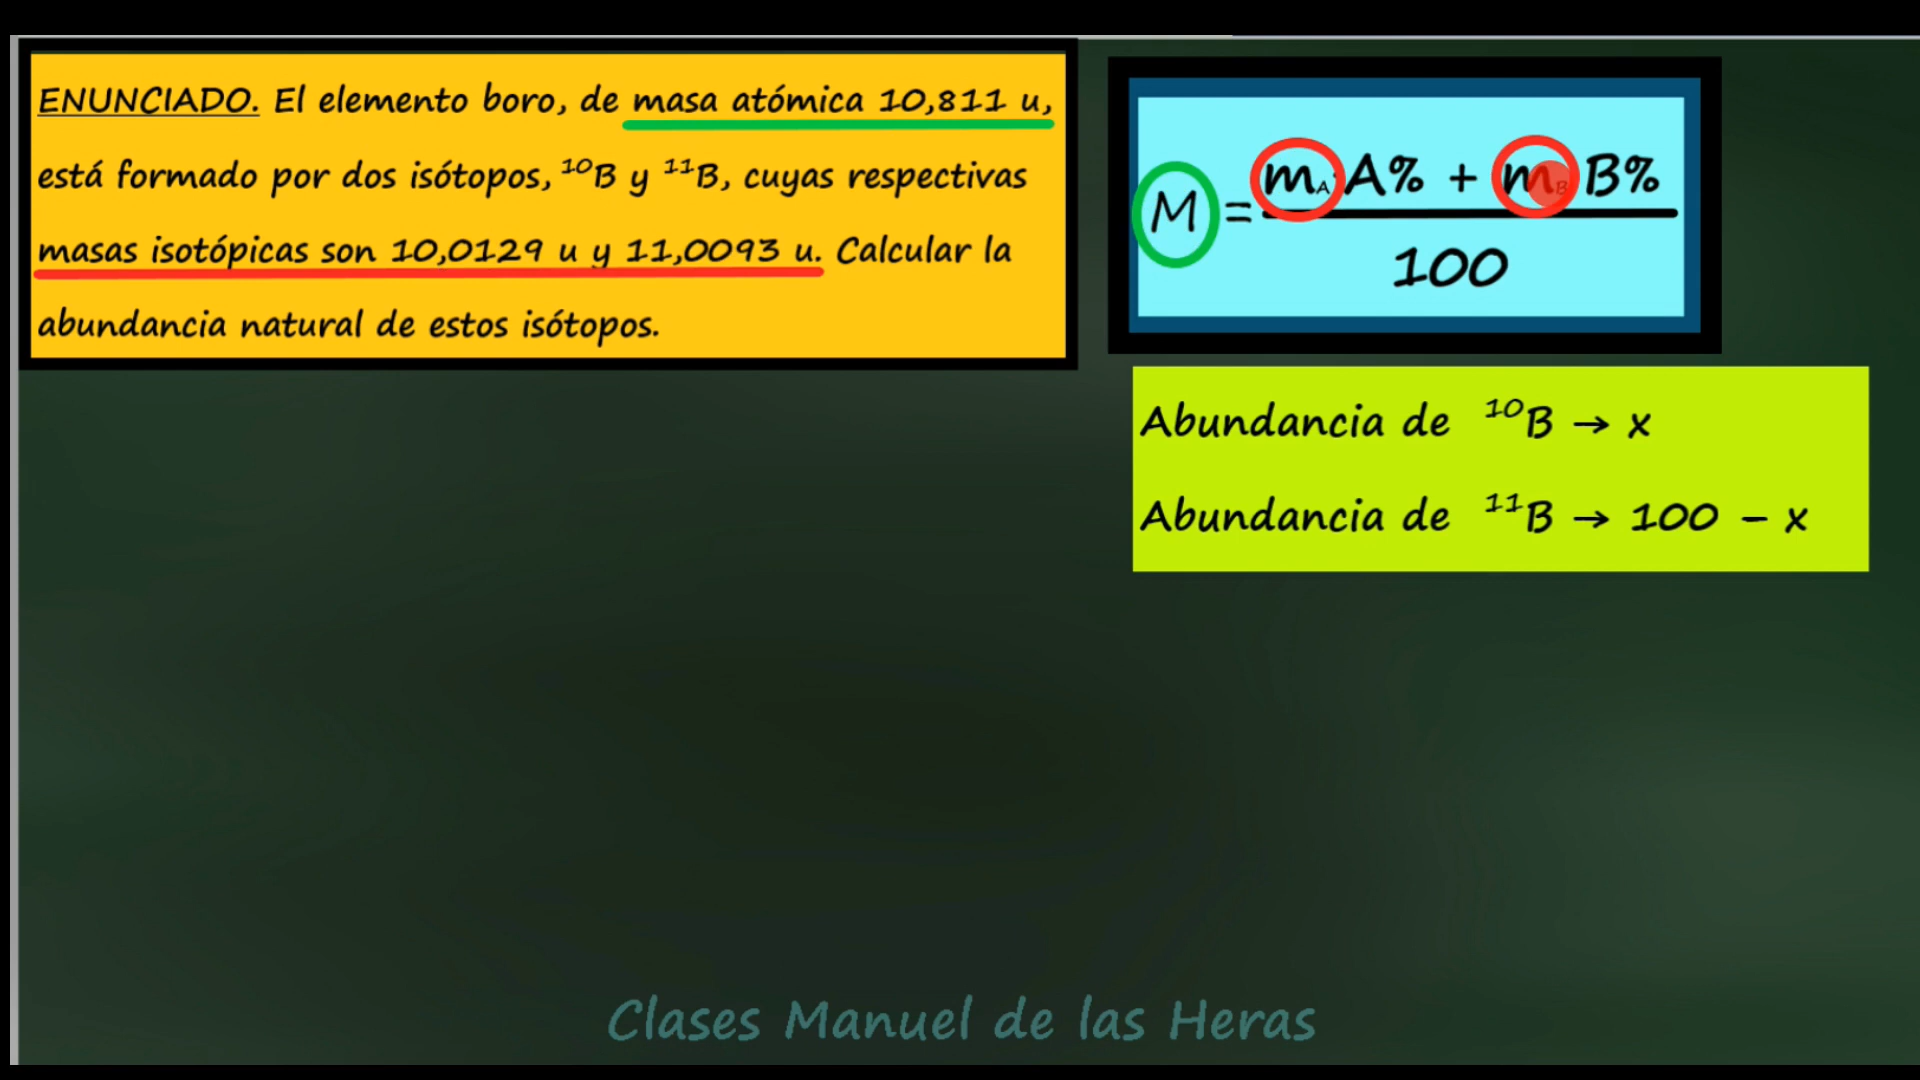 ENUNCIADO. El elemento boro, de masa atómica 10,811 u,
está formado por dos isótopos, ¹⁰B y ¹¹B, cuyas respectivas
masas isotópicas son 10,0129 u y 11,0093 u. Calcular la
abundancia natural de estos isótopos.
M = (m_A·A% + m_B B%) / 100
Abundancia de ¹⁰B → x
Abundancia de ¹¹B → 100 – x
Clases Manuel de las Heras